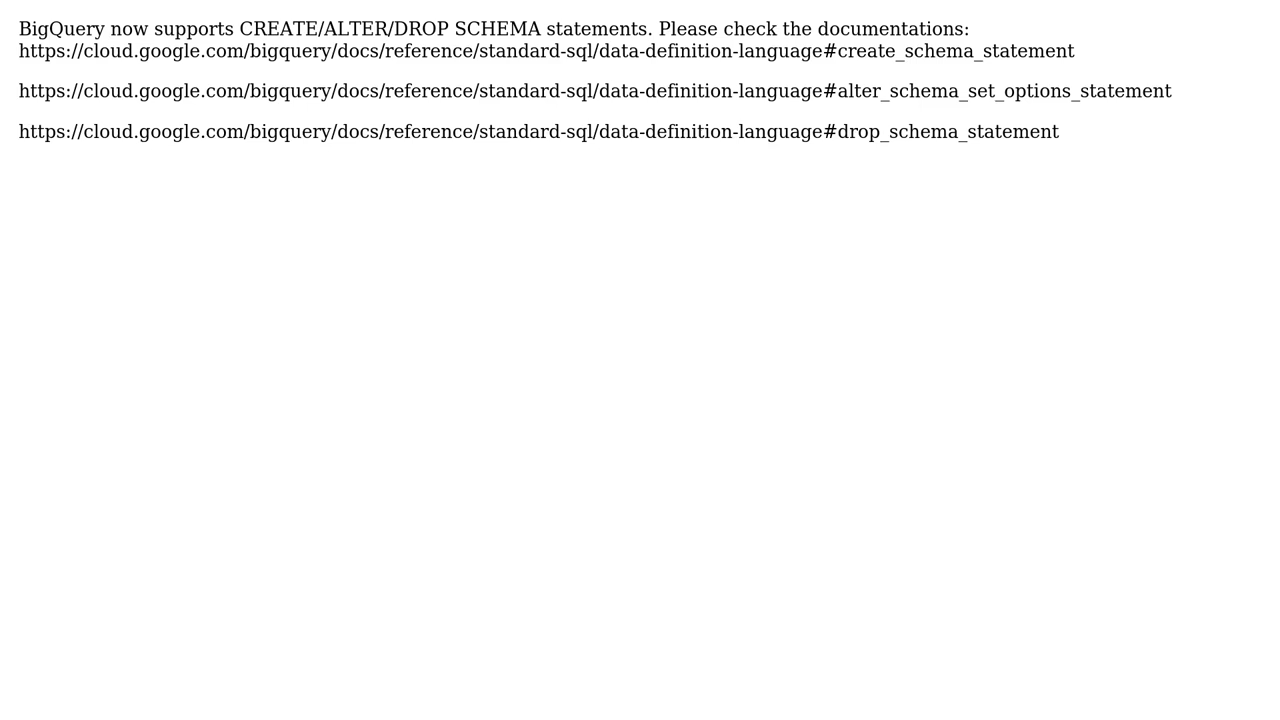 BigQuery now supports CREATE/ALTER/DROP SCHEMA statements. Please check the documentations:
https://cloud.google.com/bigquery/docs/reference/standard-sql/data-definition-language#create_schema_statement
https://cloud.google.com/bigquery/docs/reference/standard-sql/data-definition-language#alter_schema_set_options_statement
https://cloud.google.com/bigquery/docs/reference/standard-sql/data-definition-language#drop_schema_statement